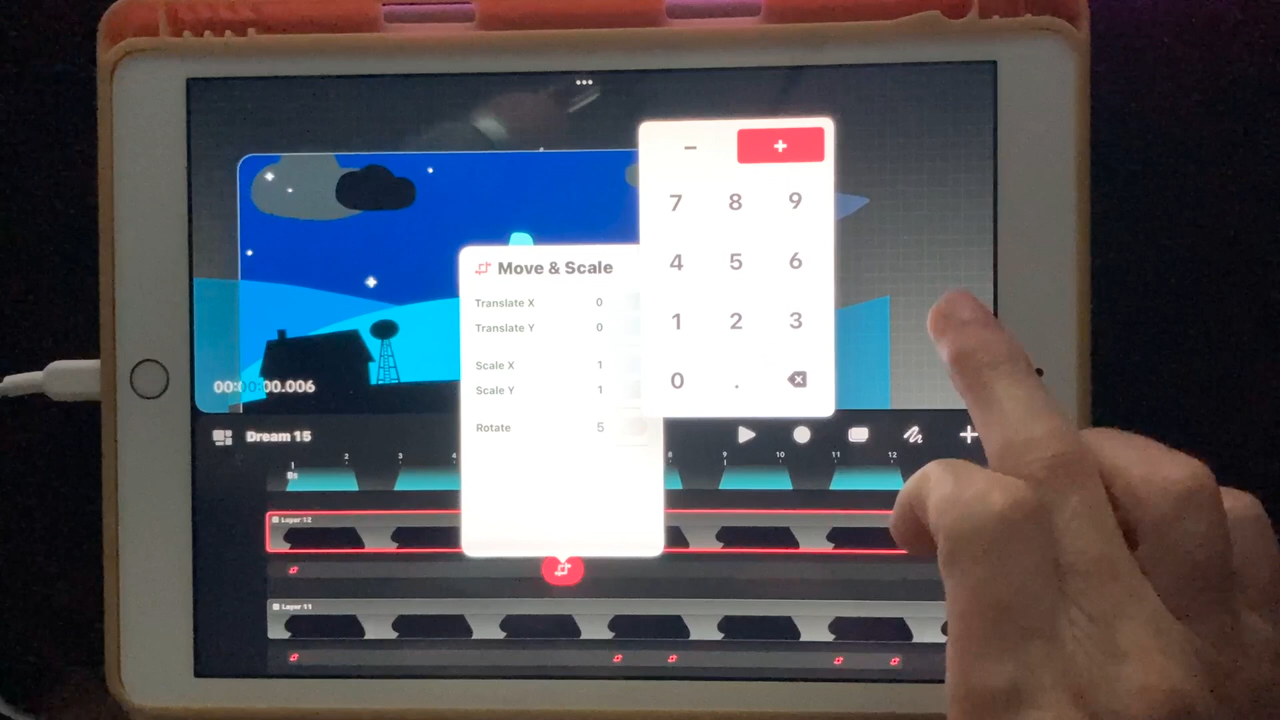 •••
− +
7 8 9
4 5 6
1 2 3
0 .
Move & Scale
Translate X 0
Translate Y 0
Scale X 1
Scale Y 1
Rotate 5
00:00:00.006
Dream 15
1 2 3 4 8 9 10 11 12
0s
Layer 12
Layer 11